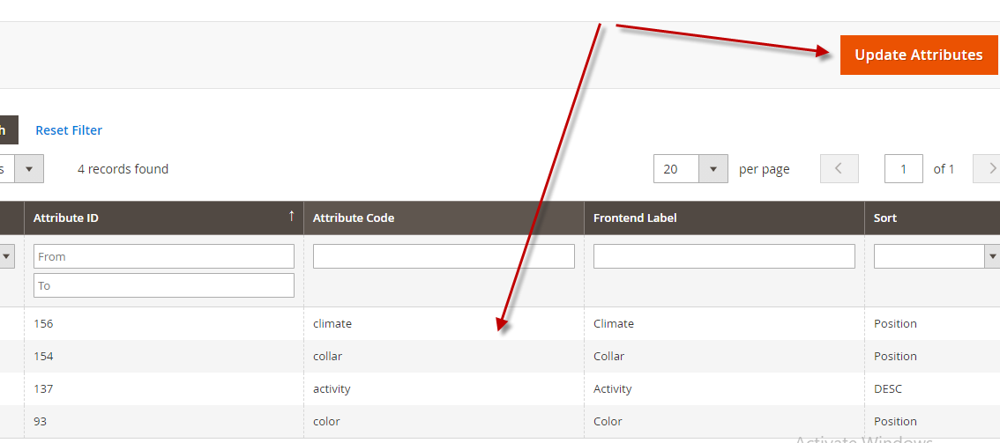 Update Attributes
h Reset Filter
s 4 records found 20 per page 1 of 1
Attribute ID ↑ Attribute Code Frontend Label Sort
From
To
156 climate Climate Position
154 collar Collar Position
137 activity Activity DESC
93 color Color Position
Activate Windows